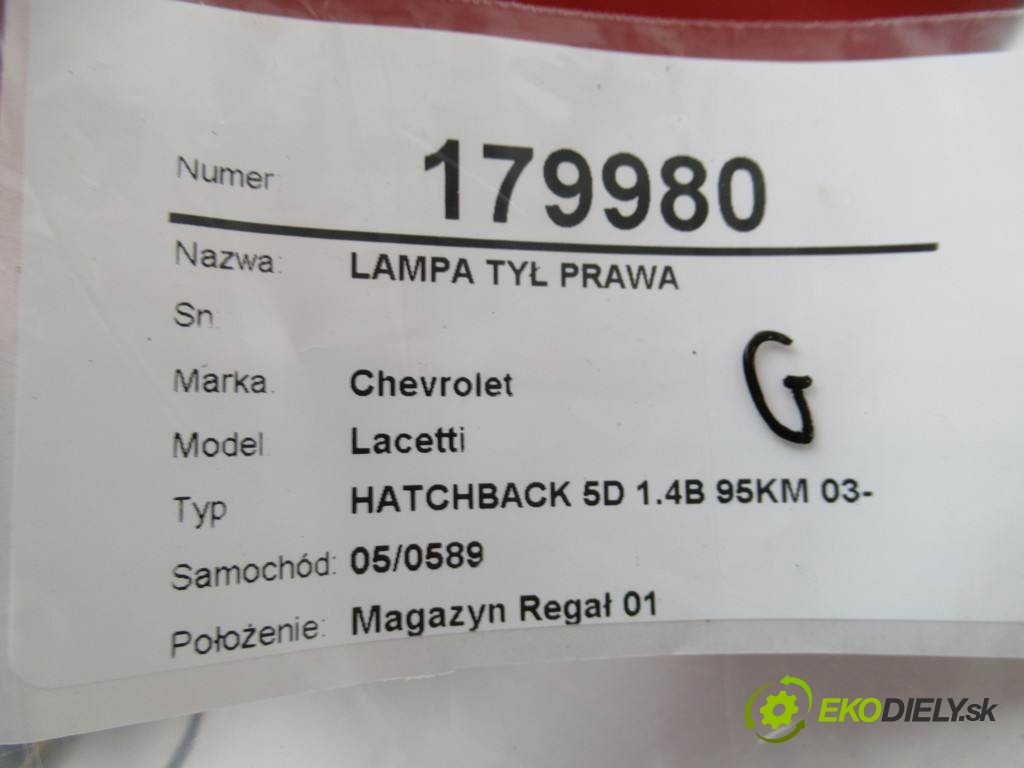 Numer 179980
Nazwa: LAMPA TYŁ PRAWA
Sn
Marka Chevrolet
G
Model Lacetti
Typ HATCHBACK 5D 1.4B 95KM 03-
Samochód: 05/0589
Położenie: Magazyn Regał 01
EKODIELY.sk